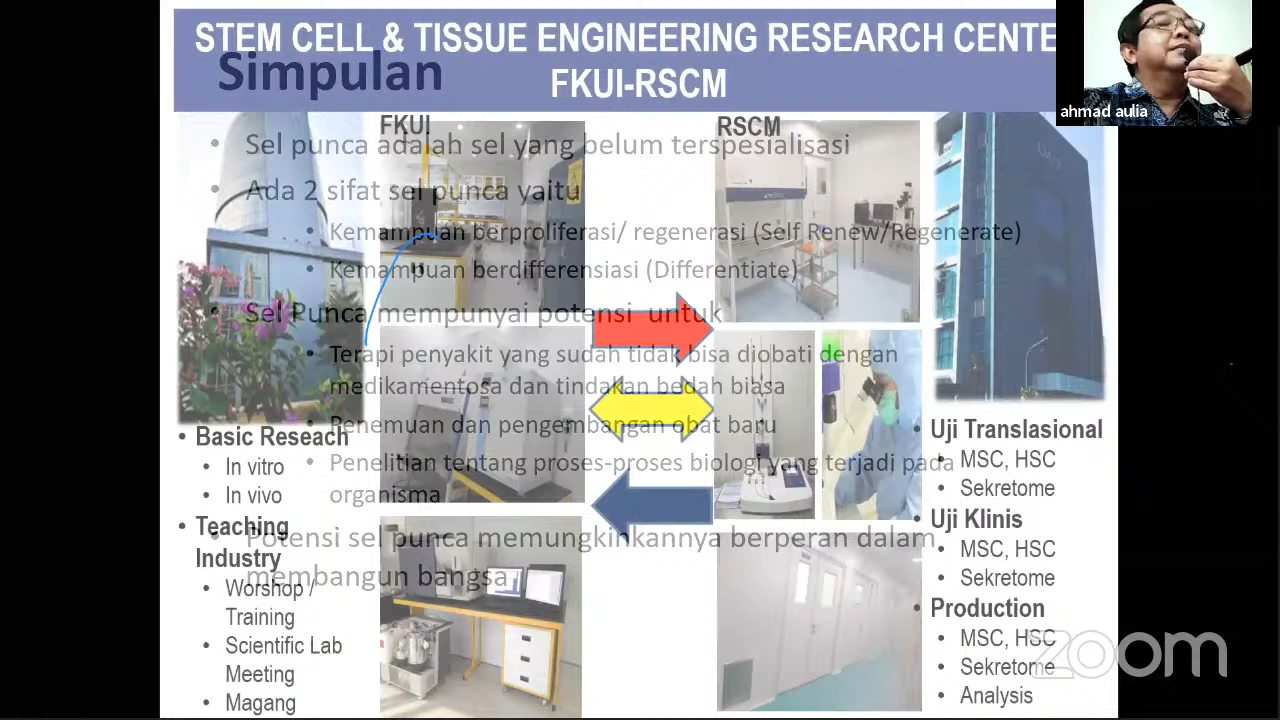 STEM CELL & TISSUE ENGINEERING RESEARCH CENTE
FKUI-RSCM
Simpulan
ahmad aulia
FKUI
RSCM
• Sel punca adalah sel yang belum terspesialisasi
• Ada 2 sifat sel punca yaitu
• Kemampuan berproliferasi/ regenerasi (Self Renew/Regenerate)
• Kemampuan berdifferensiasi (Differentiate)
• Sel Punca mempunyai potensi untuk
• Terapi penyakit yang sudah tidak bisa diobati dengan
medikamentosa dan tindakan bedah biasa
• Penemuan dan pengembangan obat baru
• Penelitian tentang proses-proses biologi yang terjadi pada
organisma
• Potensi sel punca memungkinkannya berperan dalam
membangun bangsa
• Basic Reseach
• In vitro
• In vivo
• Teaching
Industry
• Worshop /
Training
• Scientific Lab
Meeting
• Magang
• Uji Translasional
• MSC, HSC
• Sekretome
• Uji Klinis
• MSC, HSC
• Sekretome
• Production
• MSC, HSC
• Sekretome
• Analysis
zoom